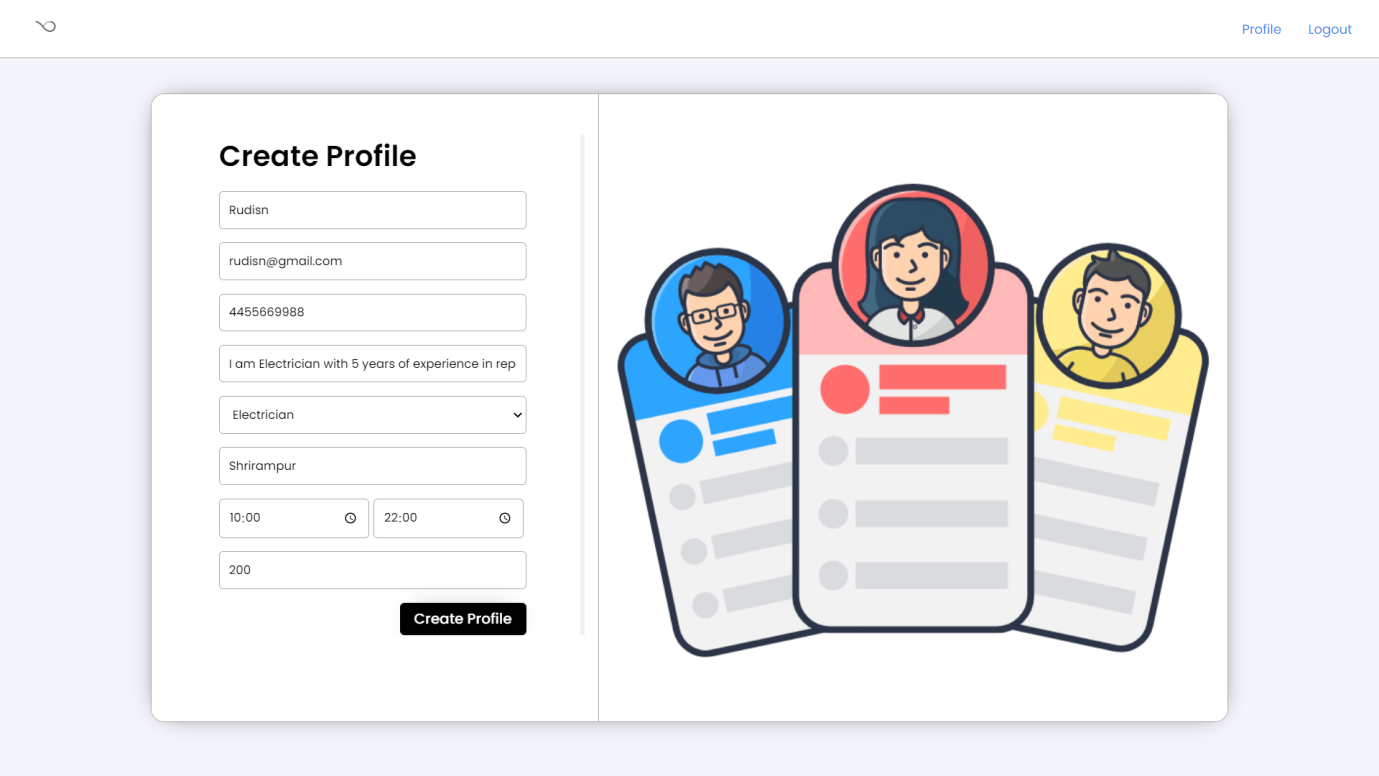 Profile Logout
Create Profile
Rudisn
rudisn@gmail.com
4455669988
I am Electrician with 5 years of experience in rep
Electrician
Shrirampur
10:00 22:00
200
Create Profile